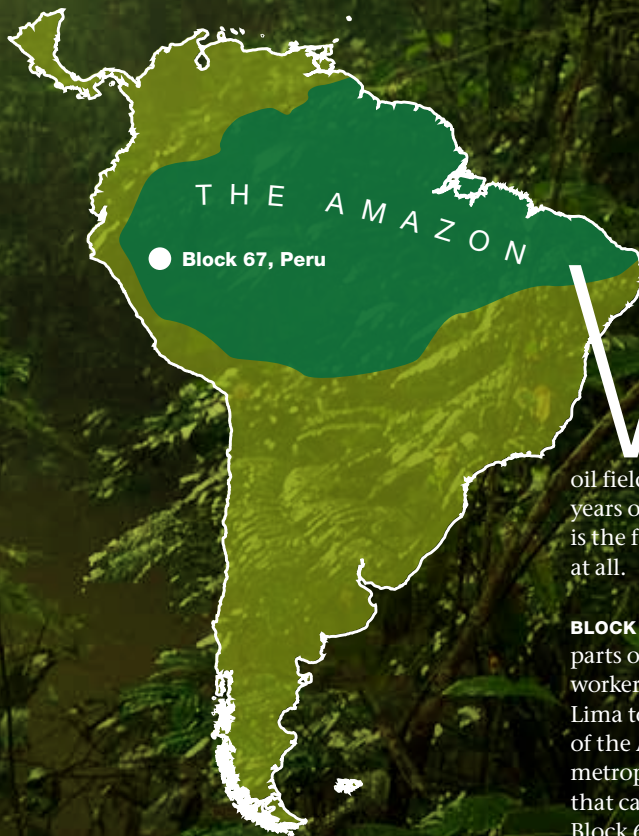 THE AMAZON
Block 67, Peru
oil field
years o
is the f
at all.
BLOCK
parts o
worker
Lima to
of the A
metrop
that ca
Block